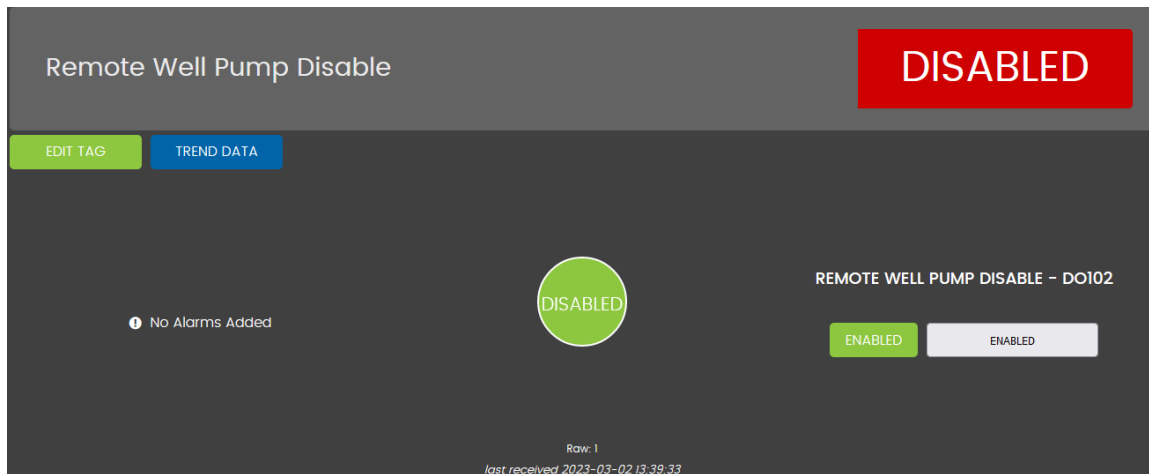 Remote Well Pump Disable
DISABLED
EDIT TAG
TREND DATA
No Alarms Added
DISABLED
REMOTE WELL PUMP DISABLE - DO102
ENABLED
ENABLED
Raw: 1
last received 2023-03-02 13:39:33